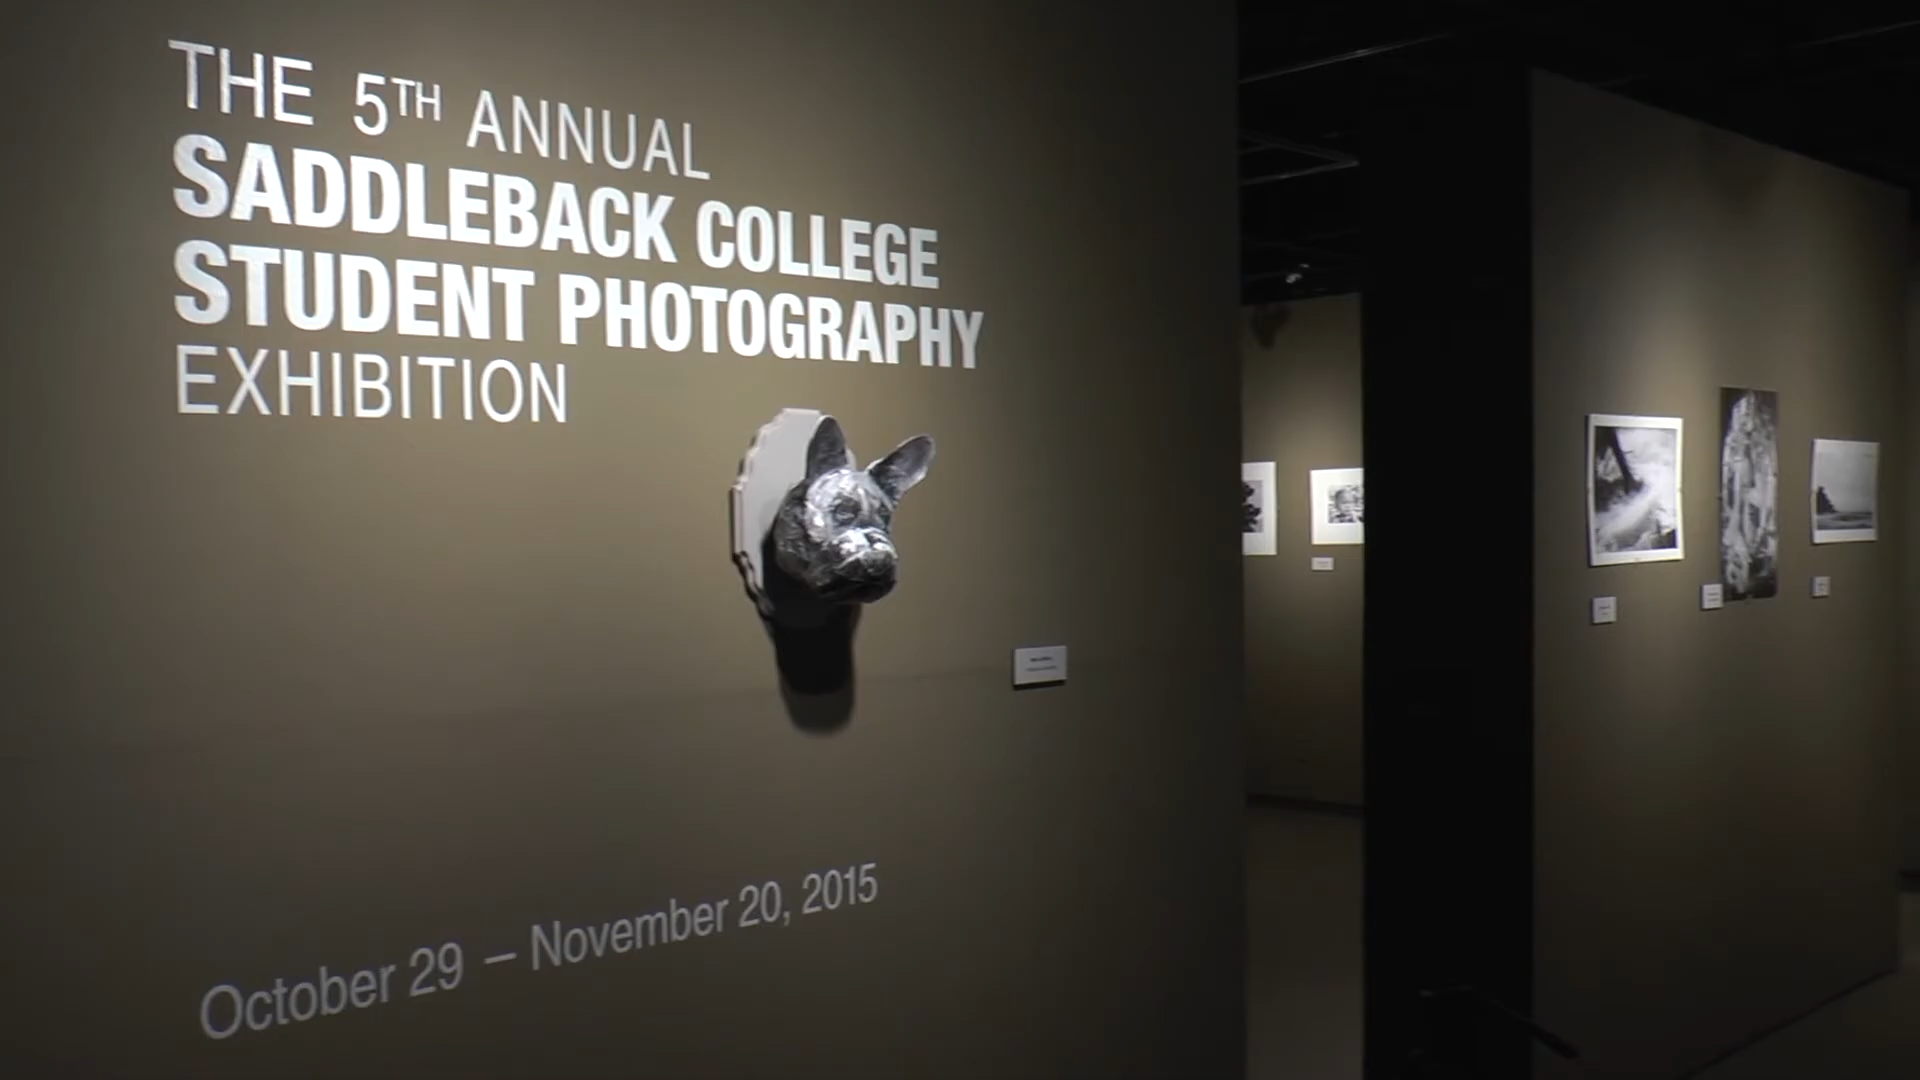 THE 5TH ANNUAL
SADDLEBACK COLLEGE
STUDENT PHOTOGRAPHY
EXHIBITION
October 29 – November 20, 2015